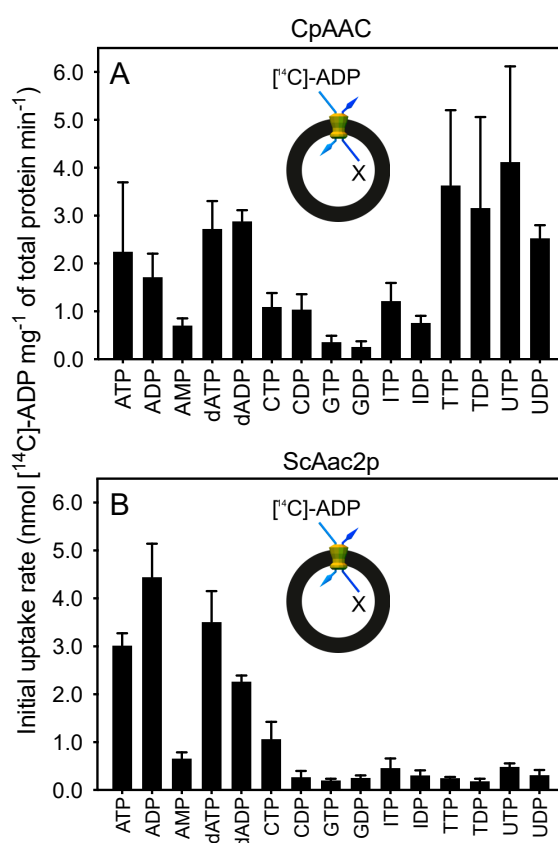 CpAAC
A
[¹⁴C]-ADP
X
6.0
5.0
4.0
3.0
2.0
1.0
0.0
ATP
ADP
AMP
dATP
dADP
CTP
CDP
GTP
GDP
ITP
IDP
TTP
TDP
UTP
UDP
Initial uptake rate (nmol [¹⁴C]-ADP mg⁻¹ of total protein min⁻¹)
ScAac2p
B
[¹⁴C]-ADP
X
6.0
5.0
4.0
3.0
2.0
1.0
0.0
ATP
ADP
AMP
dATP
dADP
CTP
CDP
GTP
GDP
ITP
IDP
TTP
TDP
UTP
UDP